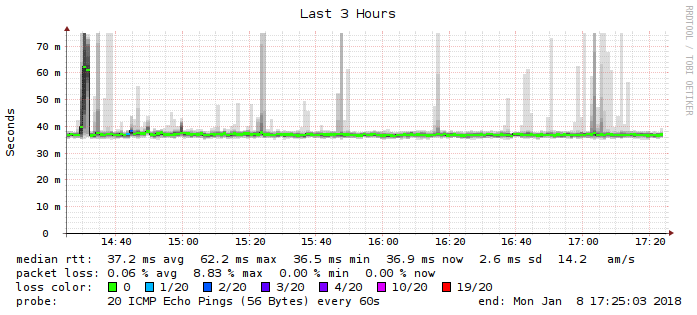 Last 3 Hours
RRDTOOL / TOBI OETIKER
Seconds
70 m
60 m
50 m
40 m
30 m
20 m
10 m
0
14:40 15:00 15:20 15:40 16:00 16:20 16:40 17:00 17:20
median rtt: 37.2 ms avg 62.2 ms max 36.5 ms min 36.9 ms now 2.6 ms sd 14.2 am/s
packet loss: 0.06 % avg 8.83 % max 0.00 % min 0.00 % now
loss color: 0 1/20 2/20 3/20 4/20 10/20 19/20
probe: 20 ICMP Echo Pings (56 Bytes) every 60s end: Mon Jan 8 17:25:03 2018